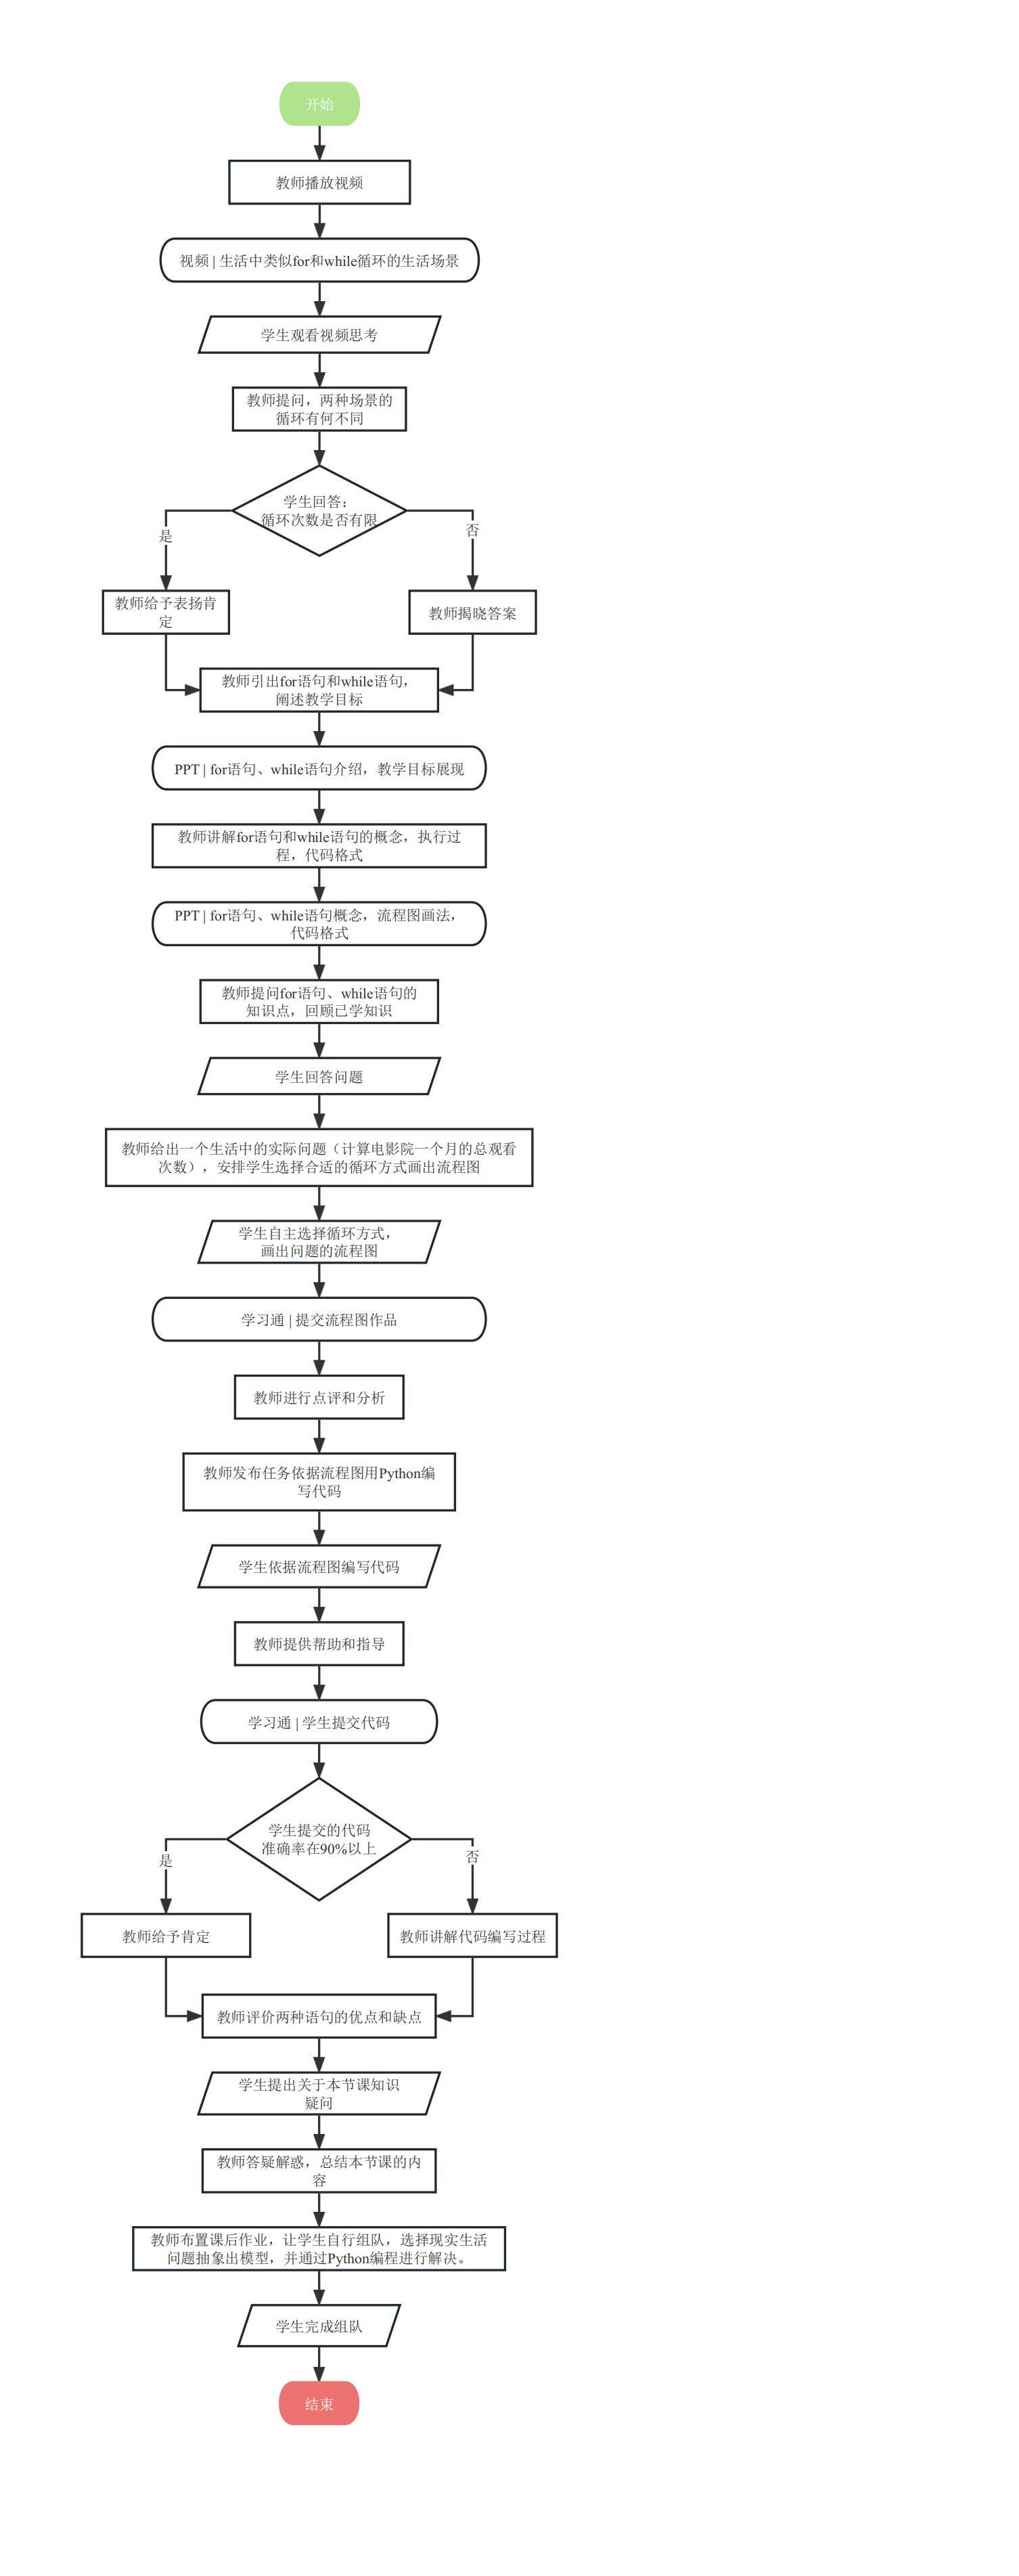 开始
教师播放视频
视频 | 生活中类似for和while循环的生活场景
学生观看视频思考
教师提问，两种场景的
循环有何不同
学生回答：
循环次数是否有限
是
否
教师给予表扬肯
定
教师揭晓答案
教师引出for语句和while语句，
阐述教学目标
PPT | for语句、while语句介绍，教学目标展现
教师讲解for语句和while语句的概念，执行过
程，代码格式
PPT | for语句、while语句概念，流程图画法，
代码格式
教师提问for语句、while语句的
知识点，回顾已学知识
学生回答问题
教师给出一个生活中的实际问题（计算电影院一个月的总观看
次数），安排学生选择合适的循环方式画出流程图
学生自主选择循环方式，
画出问题的流程图
学习通 | 提交流程图作品
教师进行点评和分析
教师发布任务依据流程图用Python编
写代码
学生依据流程图编写代码
教师提供帮助和指导
学习通 | 学生提交代码
学生提交的代码
准确率在90%以上
是
否
教师给予肯定
教师讲解代码编写过程
教师评价两种语句的优点和缺点
学生提出关于本节课知识
疑问
教师答疑解惑，总结本节课的内
容
教师布置课后作业，让学生自行组队，选择现实生活
问题抽象出模型，并通过Python编程进行解决。
学生完成组队
结束